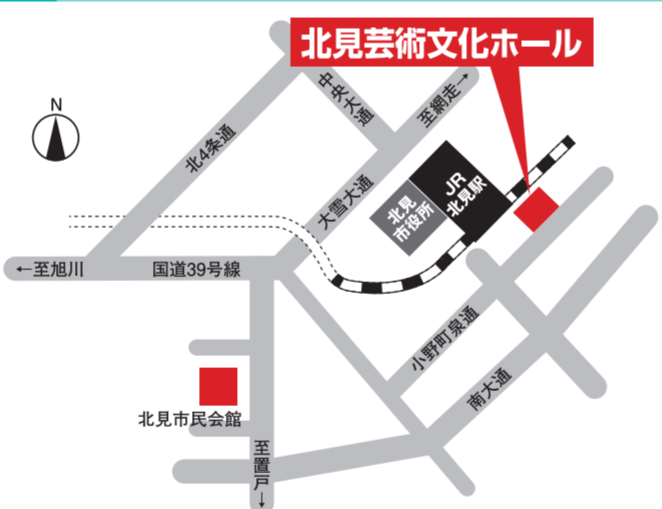 北見芸術文化ホール
N
中央大通
至網走→
北4条通
大雪大通
JR
北見駅
北見
市役所
←至旭川
国道39号線
小野町泉通
南大通
北見市民会館
至置戸→